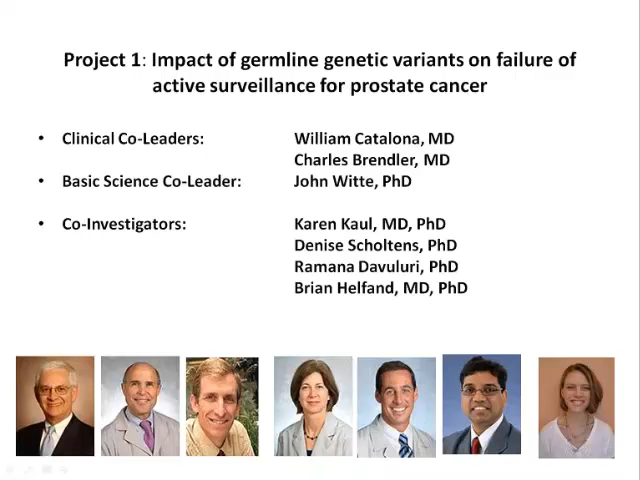 Project 1: Impact of germline genetic variants on failure of
active surveillance for prostate cancer
• Clinical Co-Leaders: William Catalona, MD
Charles Brendler, MD
• Basic Science Co-Leader: John Witte, PhD
• Co-Investigators: Karen Kaul, MD, PhD
Denise Scholtens, PhD
Ramana Davuluri, PhD
Brian Helfand, MD, PhD